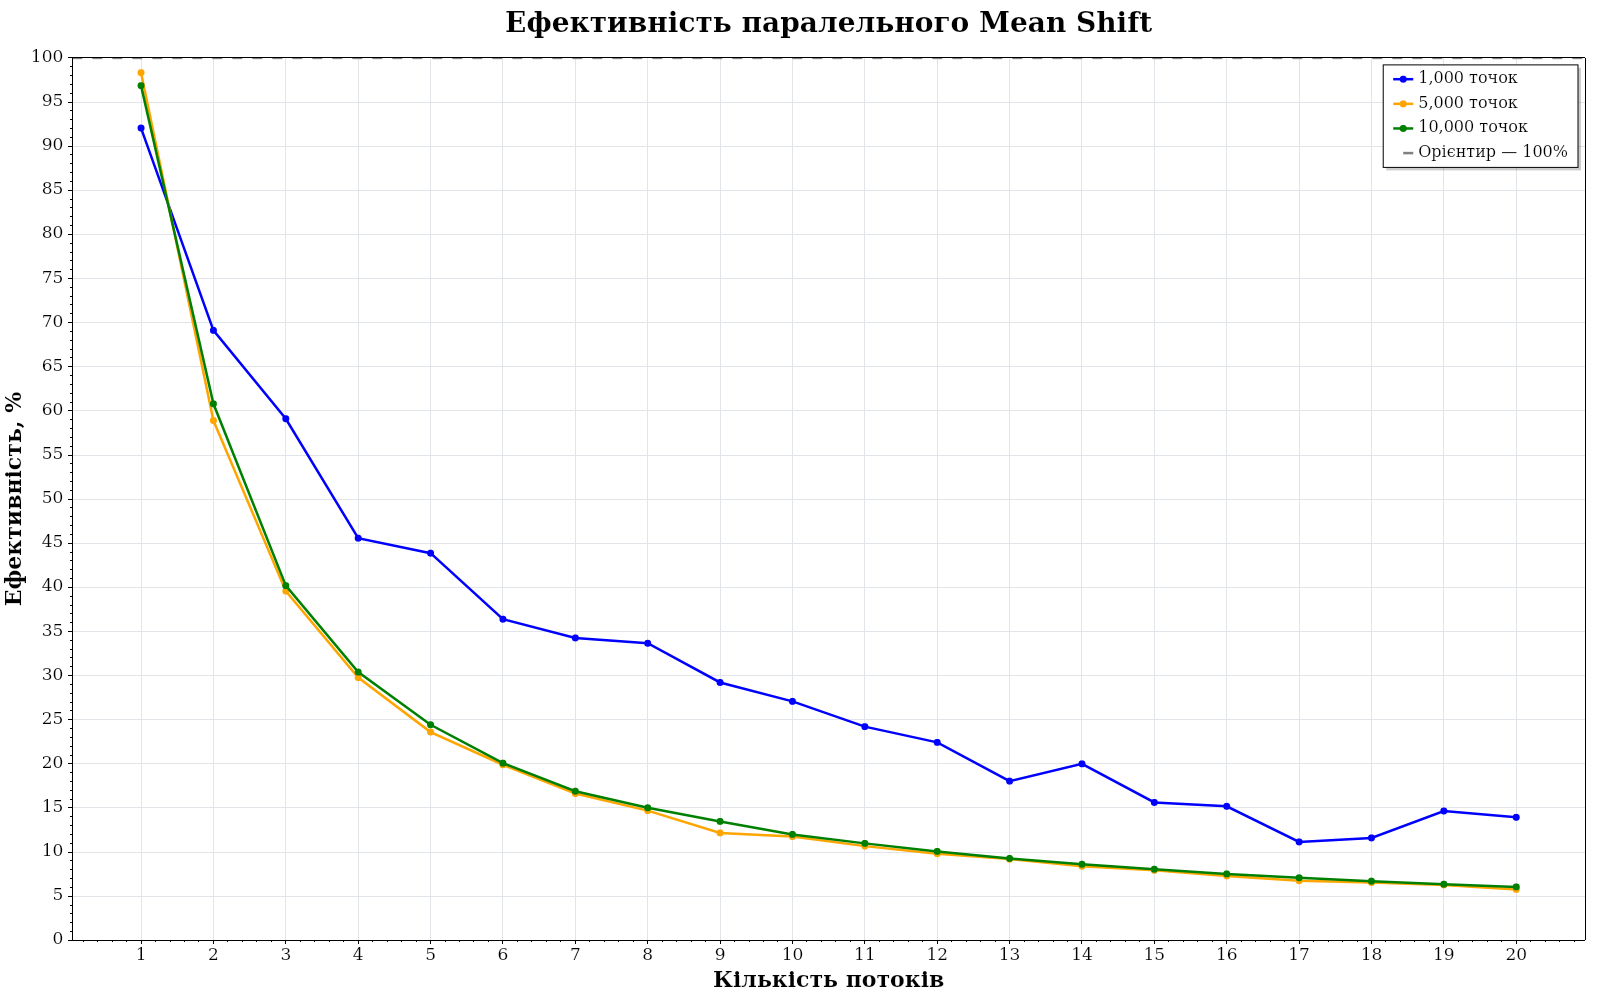 Ефективність паралельного Mean Shift
Ефективність, %
100
95
90
85
80
75
70
65
60
55
50
45
40
35
30
25
20
15
10
5
0
1,000 точок
5,000 точок
10,000 точок
Орієнтир — 100%
1 2 3 4 5 6 7 8 9 10 11 12 13 14 15 16 17 18 19 20
Кількість потоків